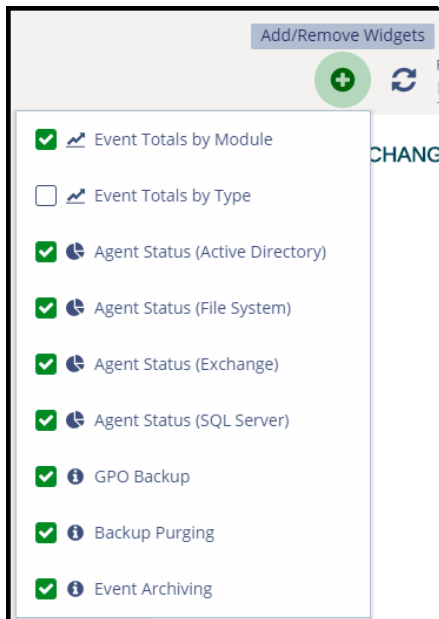 Add/Remove Widgets
Event Totals by Module
CHANG
Event Totals by Type
Agent Status (Active Directory)
Agent Status (File System)
Agent Status (Exchange)
Agent Status (SQL Server)
GPO Backup
Backup Purging
Event Archiving